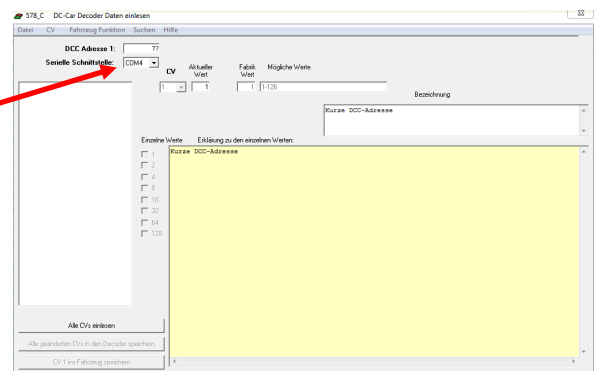 578_C DC-Car Decoder Daten einlesen
Datei CV Fahrzeug Funktion Suchen Hilfe
DCC Adresse 1: ??
Serielle Schnittstelle: COM4
CV Aktueller Wert Fabrik Wert Mögliche Werte
1 1 1 1-126
Bezeichnung
Kurze DCC-Adresse
Einzelne Werte Erklärung zu den einzelnen Werten:
Kurze DCC-Adresse
1
2
4
8
16
32
64
128
Alle CVs einlesen
Alle geänderten CVs in den Decoder speichern
CV 1 ins Fahrzeug speichern